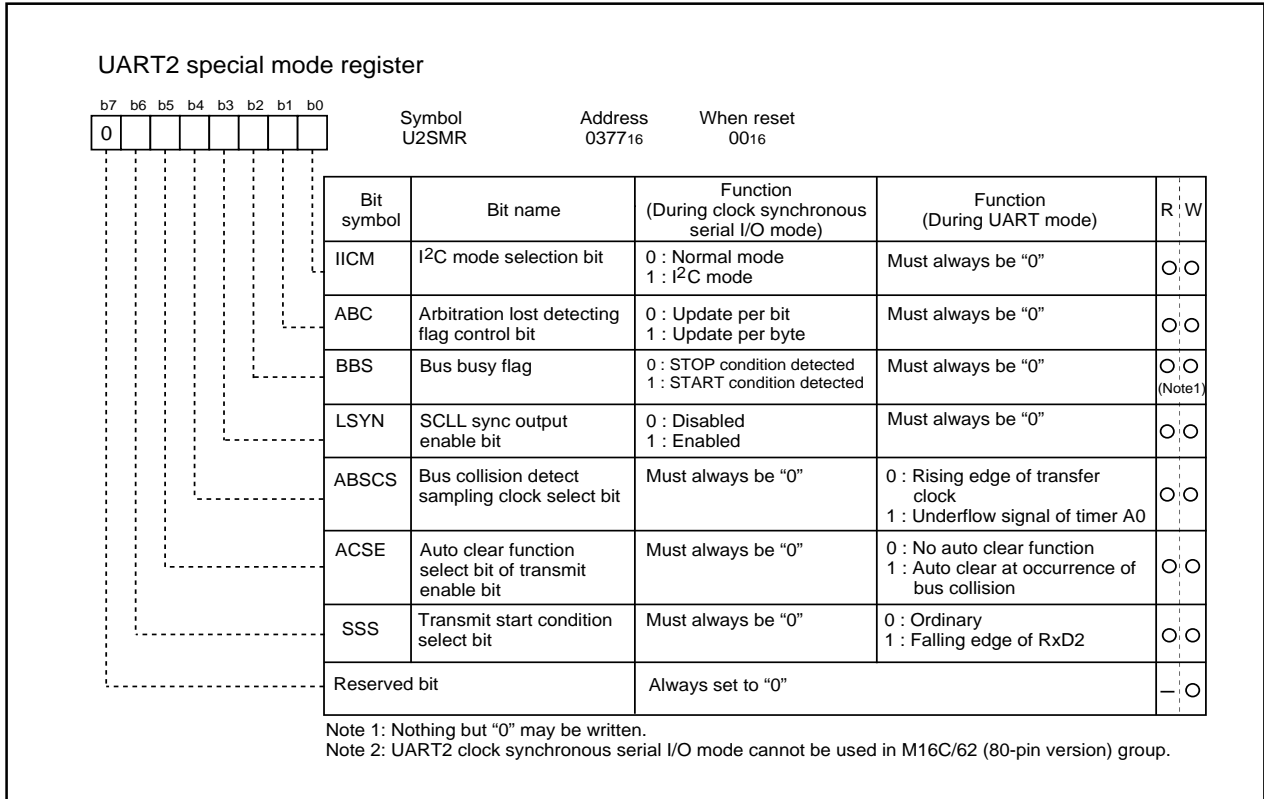 UART2 special mode register
b7 b6 b5 b4 b3 b2 b1 b0
0
Symbol Address When reset
U2SMR 037716 0016
Bit symbol Bit name Function (During clock synchronous serial I/O mode) Function (During UART mode) R W
IICM I2C mode selection bit 0 : Normal mode Must always be “0”
1 : I2C mode
ABC Arbitration lost detecting 0 : Update per bit Must always be “0”
flag control bit 1 : Update per byte
BBS Bus busy flag 0 : STOP condition detected Must always be “0”
1 : START condition detected (Note1)
LSYN SCLL sync output 0 : Disabled Must always be “0”
enable bit 1 : Enabled
ABSCS Bus collision detect Must always be “0” 0 : Rising edge of transfer
sampling clock select bit clock
1 : Underflow signal of timer A0
ACSE Auto clear function Must always be “0” 0 : No auto clear function
select bit of transmit 1 : Auto clear at occurrence of
enable bit bus collision
SSS Transmit start condition Must always be “0” 0 : Ordinary
select bit 1 : Falling edge of RxD2
Reserved bit Always set to “0” –
Note 1: Nothing but “0” may be written.
Note 2: UART2 clock synchronous serial I/O mode cannot be used in M16C/62 (80-pin version) group.